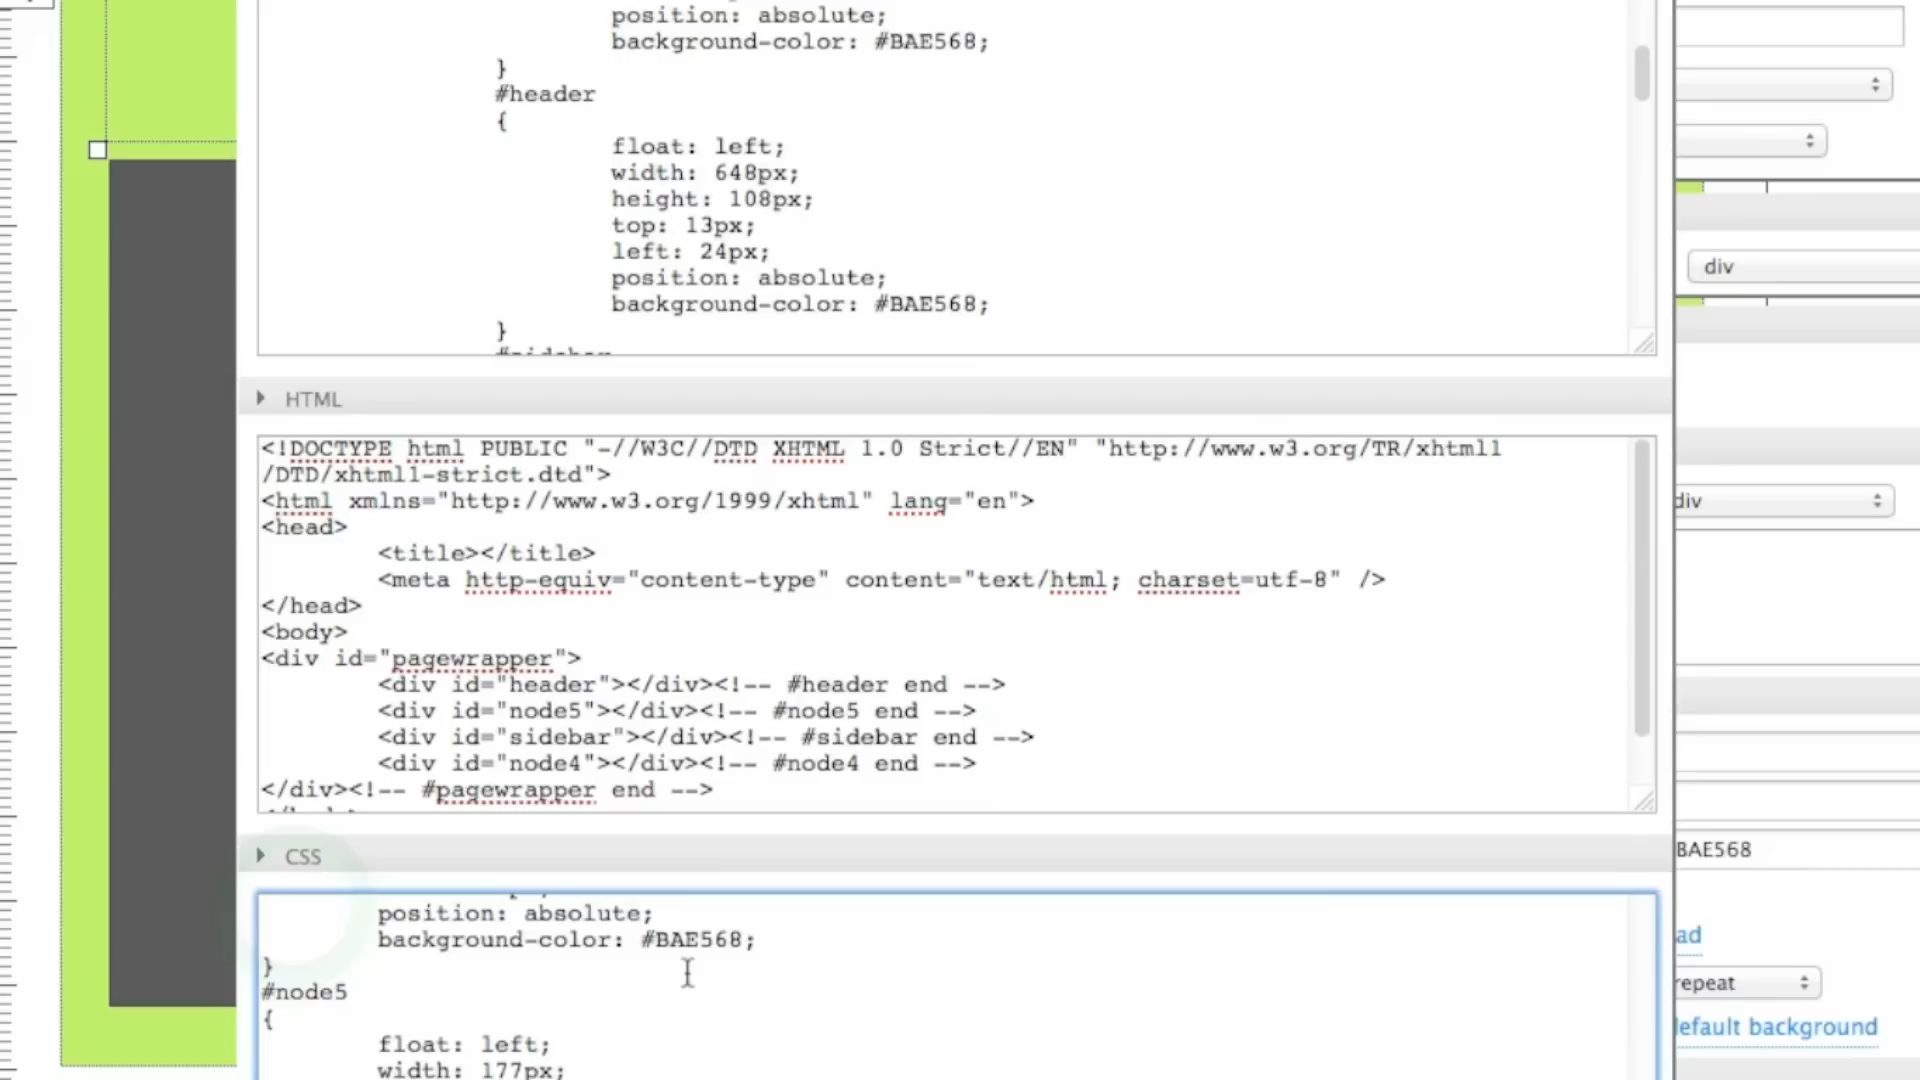 position: absolute;
background-color: #BAE568;
}
#header
{
float: left;
width: 648px;
height: 108px;
top: 13px;
left: 24px;
position: absolute;
background-color: #BAE568;
}
#sidebar
div
HTML
<!DOCTYPE html PUBLIC "-//W3C//DTD XHTML 1.0 Strict//EN" "http://www.w3.org/TR/xhtml1
/DTD/xhtml1-strict.dtd">
<html xmlns="http://www.w3.org/1999/xhtml" lang="en">
<head>
<title></title>
<meta http-equiv="content-type" content="text/html; charset=utf-8" />
</head>
<body>
<div id="pagewrapper">
<div id="header"></div><!-- #header end -->
<div id="node5"></div><!-- #node5 end -->
<div id="sidebar"></div><!-- #sidebar end -->
<div id="node4"></div><!-- #node4 end -->
</div><!-- #pagewrapper end -->
div
CSS
position: absolute;
background-color: #BAE568;
}
#node5
{
float: left;
width: 177px;
BAE568
ad
repeat
efault background